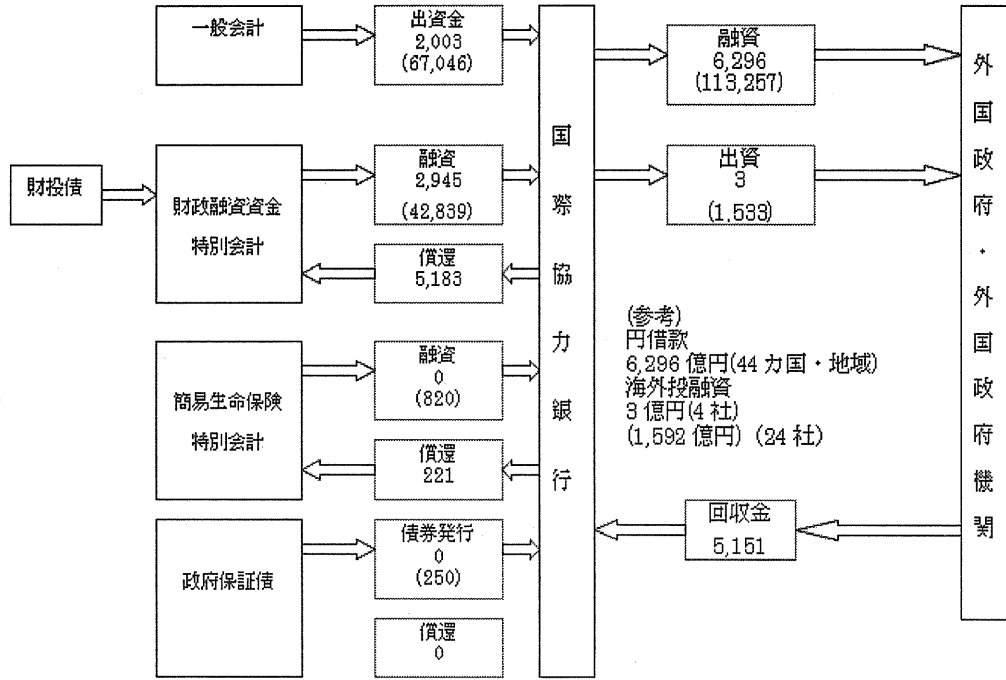 一般会計
出資金
2,003
(67,046)
融資
6,296
(113,257)
財投債
財政融資資金
特別会計
融資
2,945
(42,839)
償還
5,183
出資
3
(1,533)
簡易生命保険
特別会計
融資
0
(820)
償還
221
政府保証債
債券発行
0
(250)
償還
0
国際協力銀行
(参考)
円借款
6,296 億円(44 カ国・地域)
海外投融資
3 億円(4 社)
(1,592 億円) (24 社)
回収金
5,151
外国政府・外国政府機関